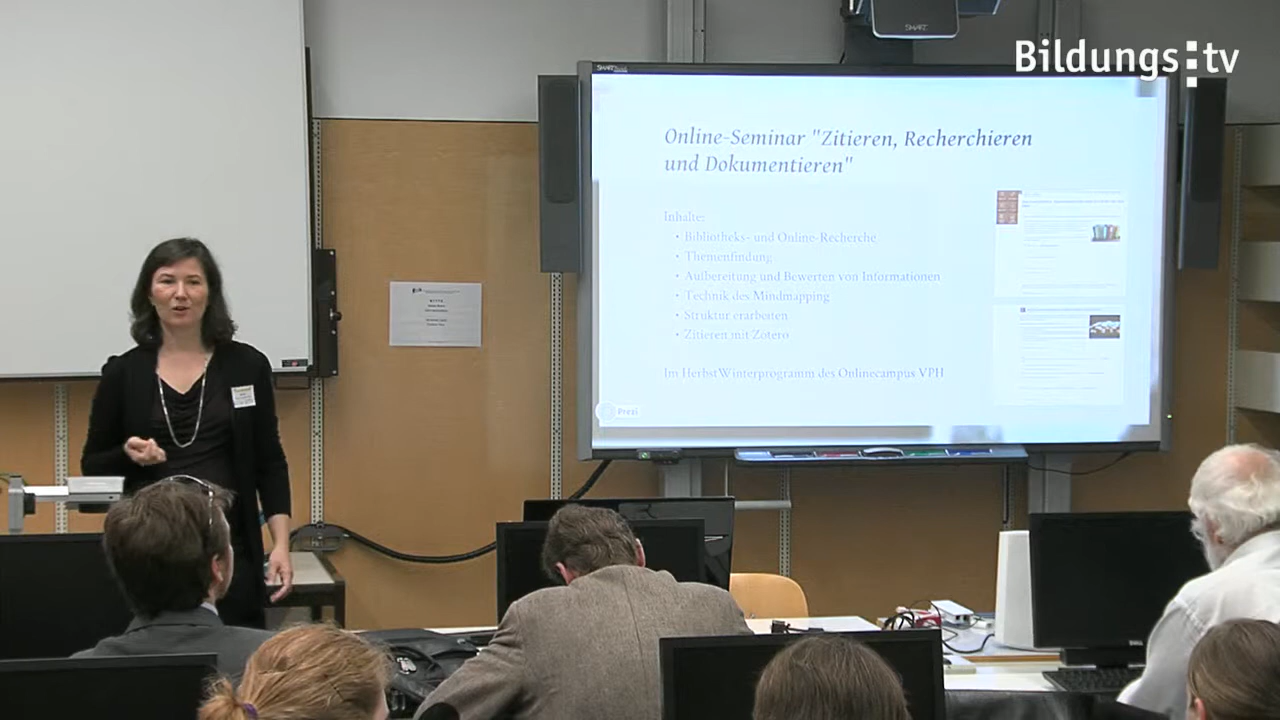 Bildungs:tv
SMART
Online-Seminar "Zitieren, Recherchieren
und Dokumentieren"
Inhalte:
• Bibliotheks- und Online-Recherche
• Themenfindung
• Aufbereitung und Bewerten von Informationen
• Technik des Mindmapping
• Struktur erarbeiten
• Zitieren mit Zotero
Im HerbstWinterprogramm des Onlinecampus VPH
Prezi